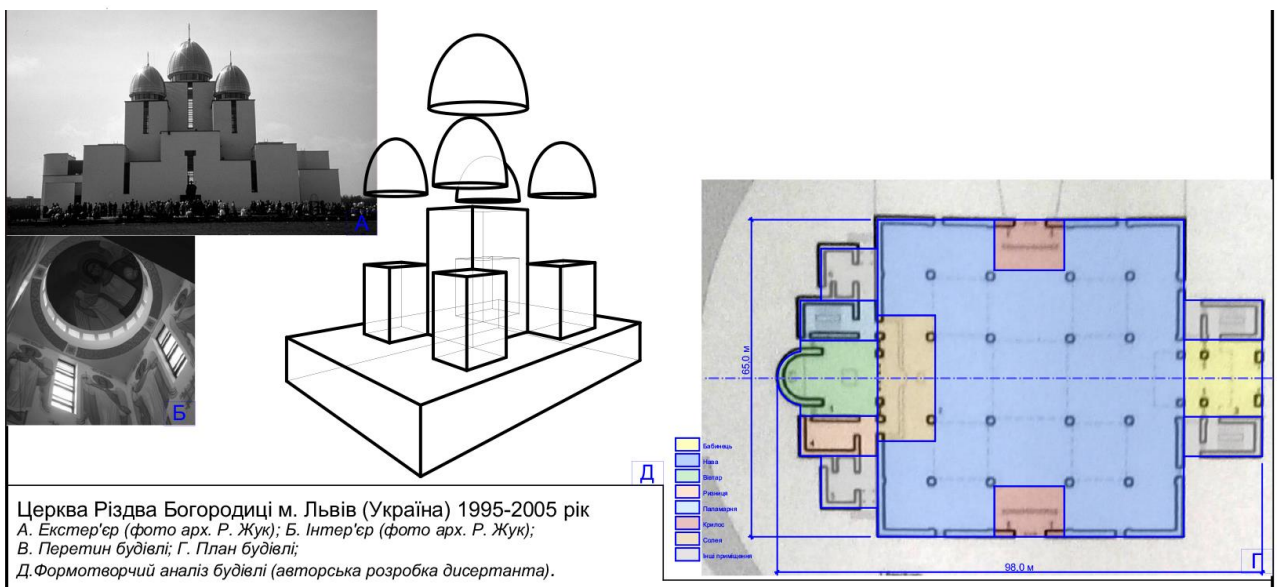 А
Б
Д
65,0 м
98,0 м
Бабинець
Нава
Вівтар
Ризниця
Паламарня
Крилос
Солея
Інші приміщення
Г
Церква Різдва Богородиці м. Львів (Україна) 1995-2005 рік
А. Екстер'єр (фото арх. Р. Жук); Б. Інтер'єр (фото арх. Р. Жук);
В. Перетин будівлі; Г. План будівлі;
Д.Формотворчий аналіз будівлі (авторська розробка дисертанта).